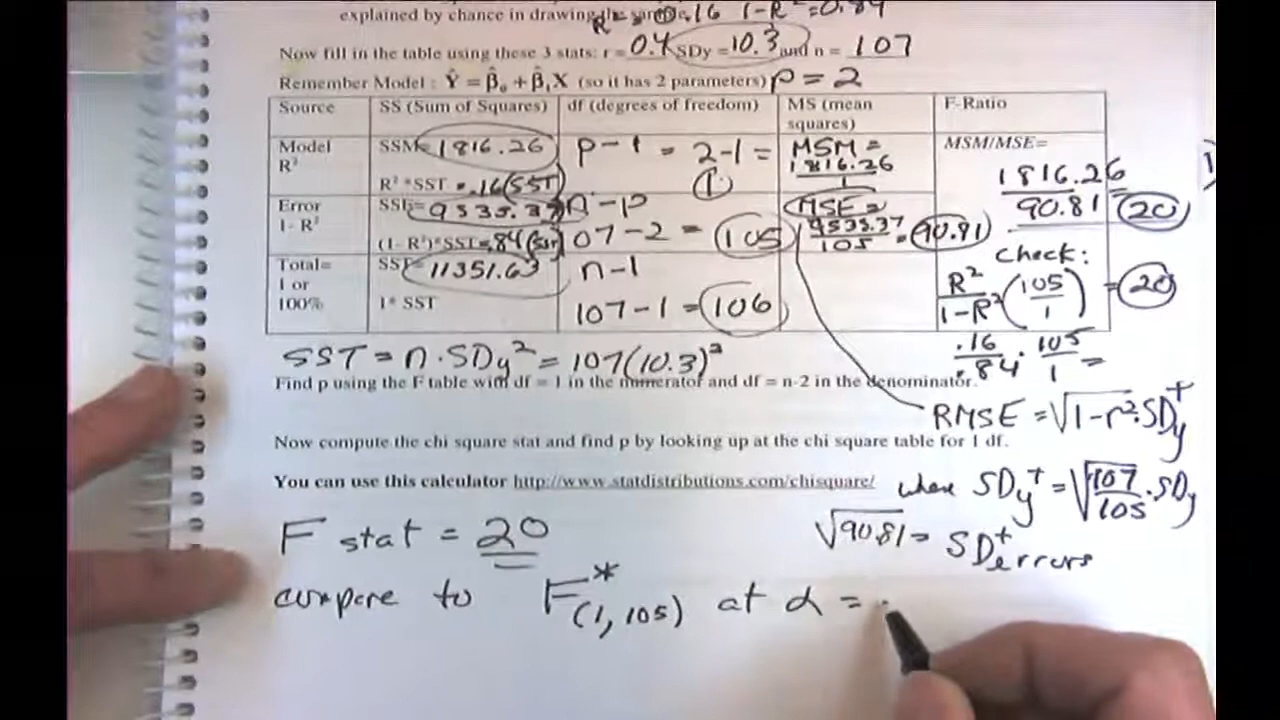 explained by chance in drawing the sample. R² = .16 1-R² = 0.84
Now fill in the table using these 3 stats: r = 0.4 SDy = 10.3 and n = 107
Remember Model : Ŷ = β̂₀ + β̂₁X (so it has 2 parameters) p = 2
Source SS (Sum of Squares) df (degrees of freedom) MS (mean squares) F-Ratio
Model R² SSM= 1816.26 p-1 = 2-1 = 1 MSM = 1816.26/1 MSM/MSE=
R² *SST = .16(SST) 1816.26/90.81 = 20
Error 1- R² SSE= 9535.37 n-p MSE = 9535.37/105 = 90.81
(1- R²)*SST= .84(SST) 107-2 = 105
Total= 1 or 100% SST= 11351.63 n-1
1* SST 107-1 = 106
check:
R²/1-R² (105/1) = 20
.16/.84 · 105/1 =
SST = n·SDy² = 107(10.3)²
Find p using the F table with df = 1 in the numerator and df = n-2 in the denominator.
RMSE = √1-r²·SDy⁺
Now compute the chi square stat and find p by looking up at the chi square table for 1 df.
You can use this calculator http://www.statdistributions.com/chisquare/
where SDy⁺ = √107/105 · SDy
√90.81 = SD⁺errors
F stat = 20
compare to F*(1, 105) at α = .